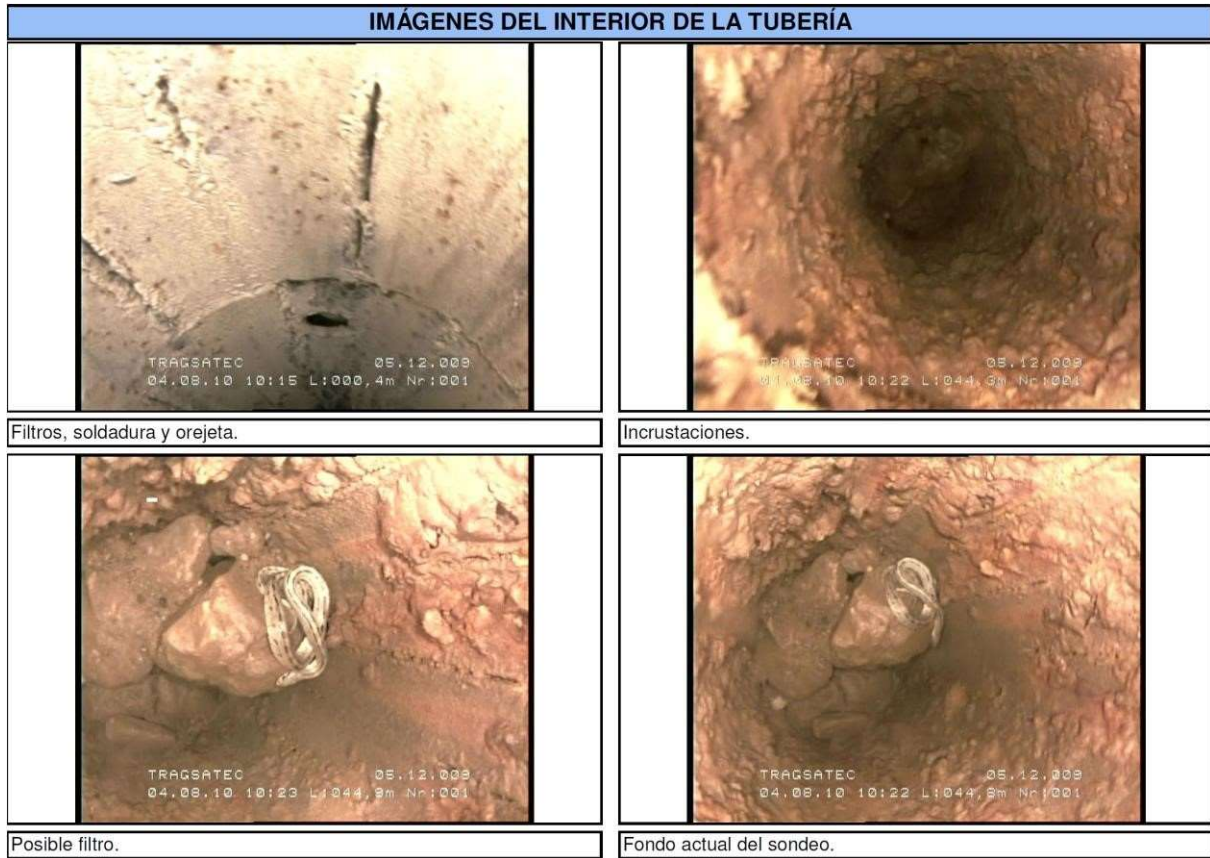 IMÁGENES DEL INTERIOR DE LA TUBERÍA
TRAGSATEC 05.12.009
04.08.10 10:15 L:000,4m Nr:001
TRAGSATEC 05.12.009
04.08.10 10:22 L:044,3m Nr:001
Filtros, soldadura y orejeta.
Incrustaciones.
TRAGSATEC 05.12.009
04.08.10 10:23 L:044,9m Nr:001
TRAGSATEC 05.12.009
04.08.10 10:22 L:044,8m Nr:001
Posible filtro.
Fondo actual del sondeo.